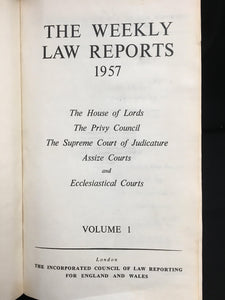 THE WEEKLY
LAW REPORTS
1957
The House of Lords
The Privy Council
The Supreme Court of Judicature
Assize Courts
and
Ecclesiastical Courts
VOLUME 1
London
THE INCORPORATED COUNCIL OF LAW REPORTING
FOR ENGLAND AND WALES